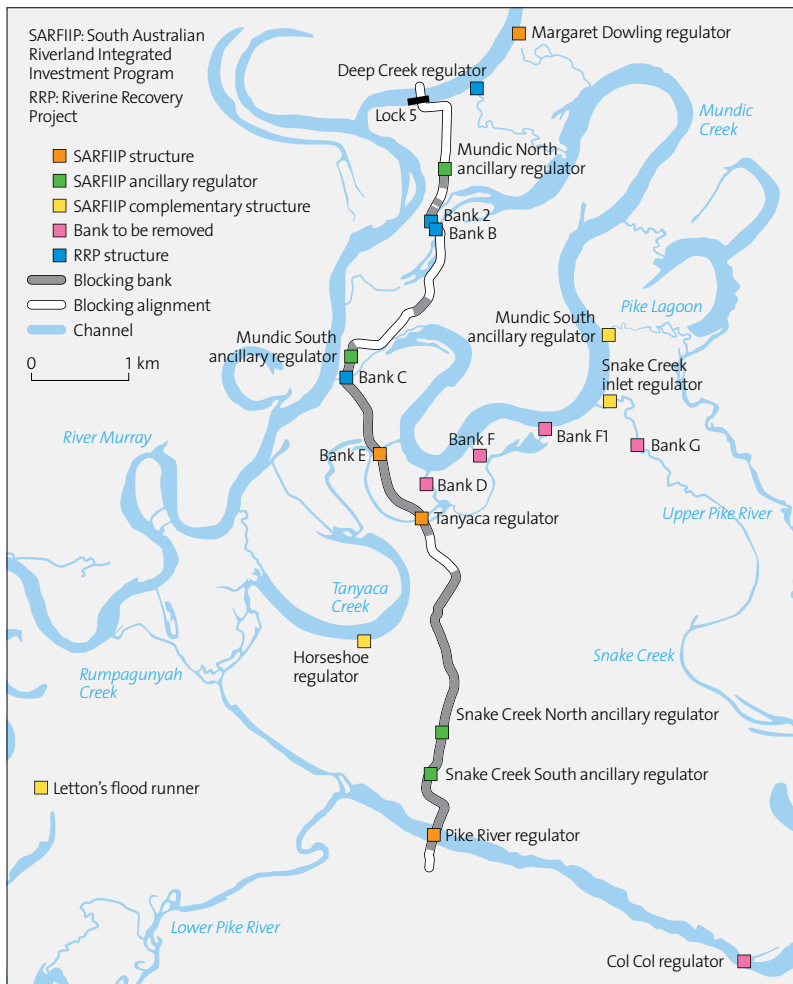 SARFIIP: South Australian
Riverland Integrated
Investment Program
RRP: Riverine Recovery
Project
SARFIIP structure
SARFIIP ancillary regulator
SARFIIP complementary structure
Bank to be removed
RRP structure
Blocking bank
Blocking alignment
Channel
0 1 km
Margaret Dowling regulator
Deep Creek regulator
Lock 5
Mundic
Creek
Mundic North
ancillary regulator
Bank 2
Bank B
Pike Lagoon
Mundic South
ancillary regulator
Mundic South
ancillary regulator
Snake Creek
inlet regulator
Bank C
River Murray
Bank F
Bank F1
Bank G
Bank E
Bank D
Upper Pike River
Tanyaca regulator
Tanyaca
Creek
Horseshoe
regulator
Rumpagunyah
Creek
Snake Creek
Snake Creek North ancillary regulator
Snake Creek South ancillary regulator
Letton's flood runner
Pike River regulator
Lower Pike River
Col Col regulator